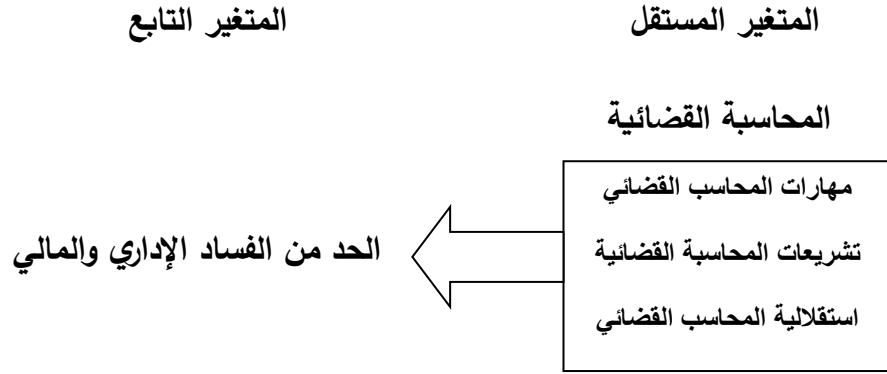 المتغير المستقل
المتغير التابع
المحاسبة القضائية
مهارات المحاسب القضائي
تشريعات المحاسبة القضائية
استقلالية المحاسب القضائي
الحد من الفساد الإداري والمالي